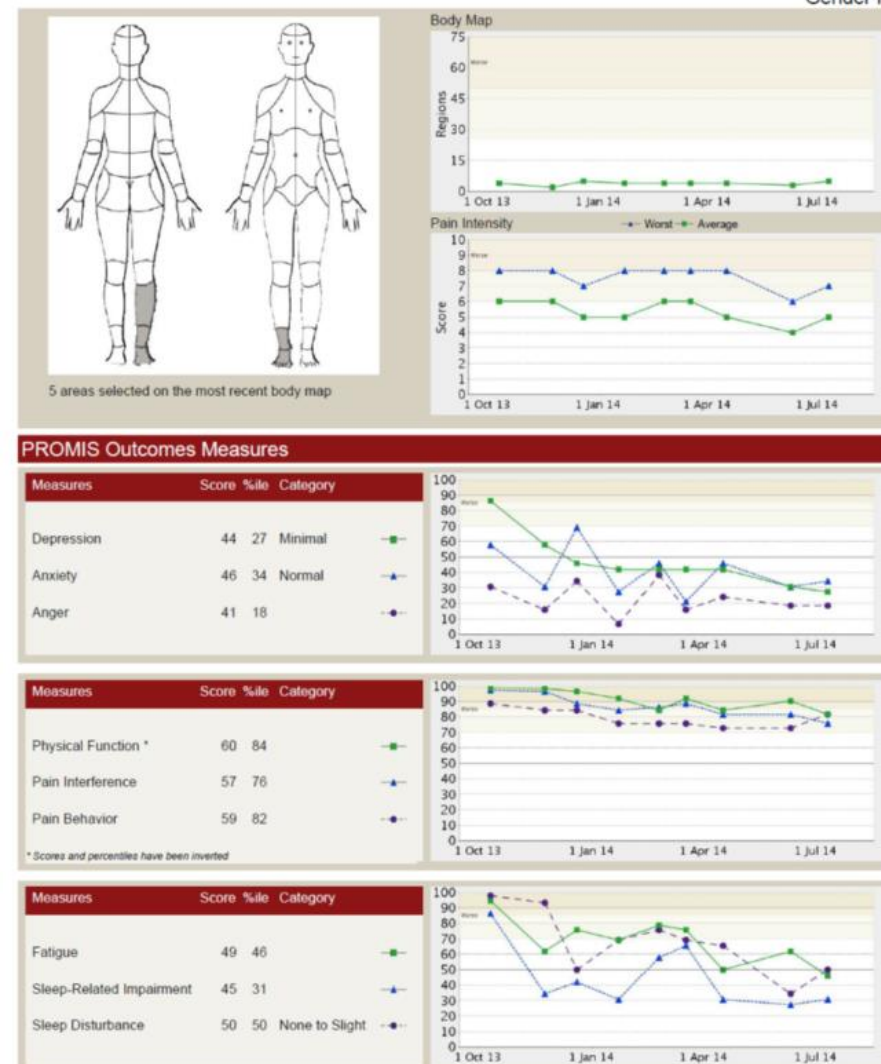 Body Map
75
60
45
30
15
0
Regions
1 Oct 13 1 Jan 14 1 Apr 14 1 Jul 14
5 areas selected on the most recent body map
Pain Intensity Worst Average
10
9
8
7
6
5
4
3
2
1
0
Score
1 Oct 13 1 Jan 14 1 Apr 14 1 Jul 14
PROMIS Outcomes Measures
Measures Score %ile Category
Depression 44 27 Minimal
Anxiety 46 34 Normal
Anger 41 18
100
90
80
70
60
50
40
30
20
10
0
1 Oct 13 1 Jan 14 1 Apr 14 1 Jul 14
Measures Score %ile Category
Physical Function * 60 84
Pain Interference 57 76
Pain Behavior 59 82
* Scores and percentiles have been inverted
100
90
80
70
60
50
40
30
20
10
0
1 Oct 13 1 Jan 14 1 Apr 14 1 Jul 14
Measures Score %ile Category
Fatigue 49 46
Sleep-Related Impairment 45 31
Sleep Disturbance 50 50 None to Slight
100
90
80
70
60
50
40
30
20
10
0
1 Oct 13 1 Jan 14 1 Apr 14 1 Jul 14